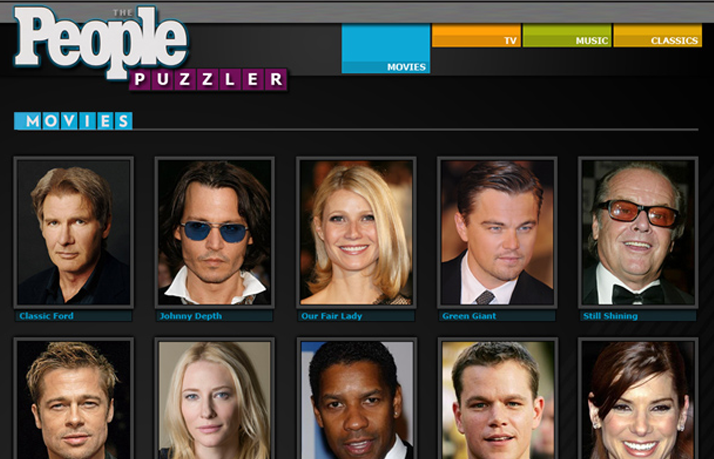 THE
People
PUZZLER
MOVIES
TV
MUSIC
CLASSICS
MOVIES
Classic Ford
Johnny Depth
Our Fair Lady
Green Giant
Still Shining